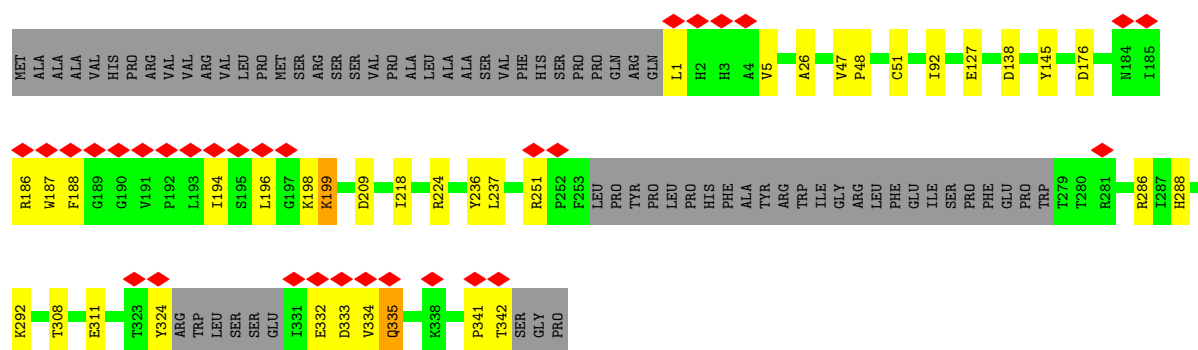 MET ALA ALA ALA VAL HIS PRO ARG VAL VAL ARG VAL LEU PRO MET SER ARG SER SER VAL PRO ALA LEU ALA ALA SER VAL PHE HIS SER PRO PRO GLN ARG GLN L1 H2 H3 A4 V5 A26 V47 P48 C51 I92 E127 D138 Y145 D176 N184 I185
R186 W187 F188 G189 G190 V191 P192 L193 I194 S195 L196 G197 K198 K199 D209 I218 R224 Y236 L237 R251 P252 F253 LEU PRO TYR PRO LEU PRO HIS PHE ALA TYR ARG TRP ILE GLY ARG LEU PHE GLU ILE SER PRO PHE GLU PRO TRP T279 T280 R281 R286 I287 H288
K292 T308 E311 T323 Y324 ARG TRP LEU SER SER GLU I331 E332 D333 V334 Q335 K338 P341 T342 SER GLY PRO